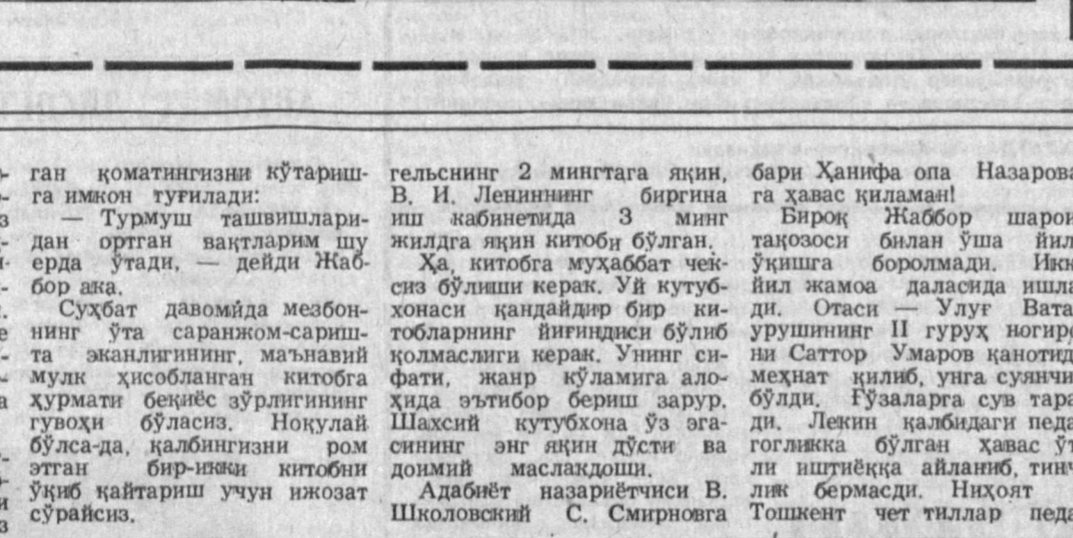 ган қоматингизни кўтариш-
га имкон туғилади:
— Турмуш ташвишлари-
дан ортган вақтларим шу
ерда ўтади, — дейди Жаб-
бор ака.
Суҳбат давомида мезбон-
нинг ўта саранжом-сариш-
та эканлигининг, маънавий
мулк ҳисобланган китобга
ҳурмати беқиёс зўрлигининг
гувоҳи бўласиз. Ноқулай
бўлса-да, қалбингизни ром
этган бир-икки китобни
ўқиб қайтариш учун ижозат
сўрайсиз.
гельснинг 2 мингтага яқин,
В. И. Лениннинг биргина
иш кабинетида 3 минг
жилдга яқин китоби бўлган.
Ҳа, китобга муҳаббат чек-
сиз бўлиши керак. Уй кутуб-
хонаси қандайдир бир ки-
тобларнинг йиғиндиси бўлиб
қолмаслиги керак. Унинг си-
фати, жанр кўламига ало-
ҳида эътибор бериш зарур.
Шахсий кутубхона ўз эга-
сининг энг яқин дўсти ва
доимий маслакдоши.
Адабиёт назариётчиси В.
Школовский С. Смирновга
бари Ҳанифа опа Назарова
га ҳавас қиламан!
Бироқ Жаббор шарои
тақозоси билан ўша йил
ўқишга боролмади. Икк
йил жамоа даласида ишла
ди. Отаси — Улуғ Вата
урушининг II гуруҳ ногир
ни Саттор Умаров қанотид
меҳнат қилиб, унга суянчи
бўлди. Ғўзаларга сув тара
ди. Лекин қалбидаги педа
гогликка бўлган ҳавас ўт
ли иштиёққа айланиб, тинч
лик бермасди. Ниҳоят
Тошкент чет тиллар педа